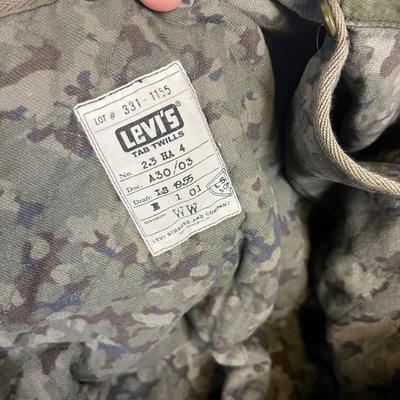 LOT # 331-1155
LEVI'S
TAB TWILLS
No. 23 HA 4
Doc. A30/03
Draft: LS 1955
E 1 01
WW
LEVI STRAUSS AND COMPANY